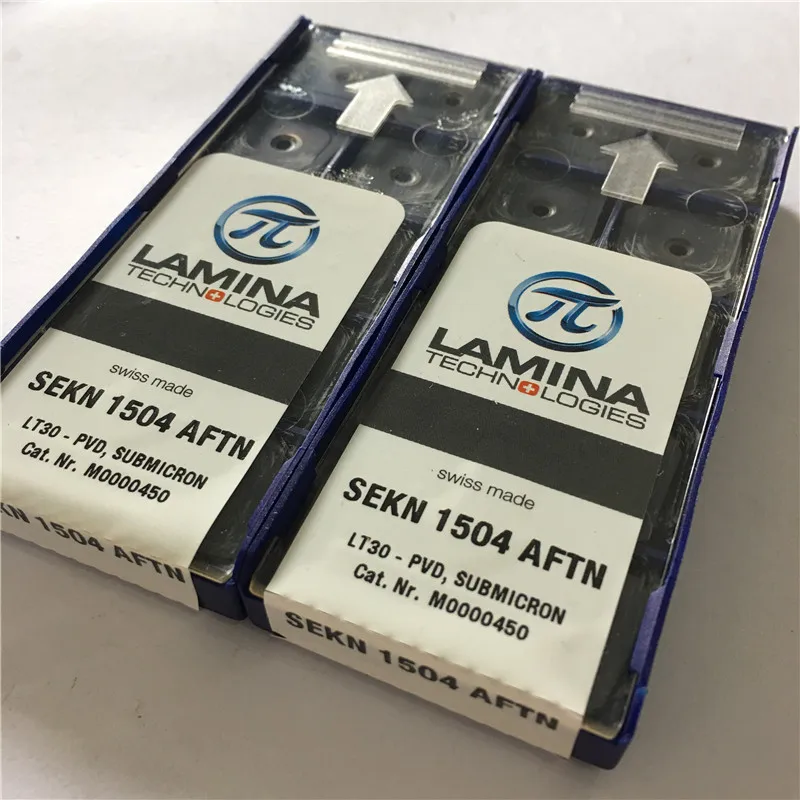 π
LAMINA
TECHNOLOGIES
swiss made
SEKN 1504 AFTN
LT30 - PVD, SUBMICRON
Cat. Nr. M0000450
KN 1504 AFTN
π
LAMINA
TECHNOLOGIES
swiss made
SEKN 1504 AFTN
LT30 - PVD, SUBMICRON
Cat. Nr. M0000450
SEKN 1504 AFTN